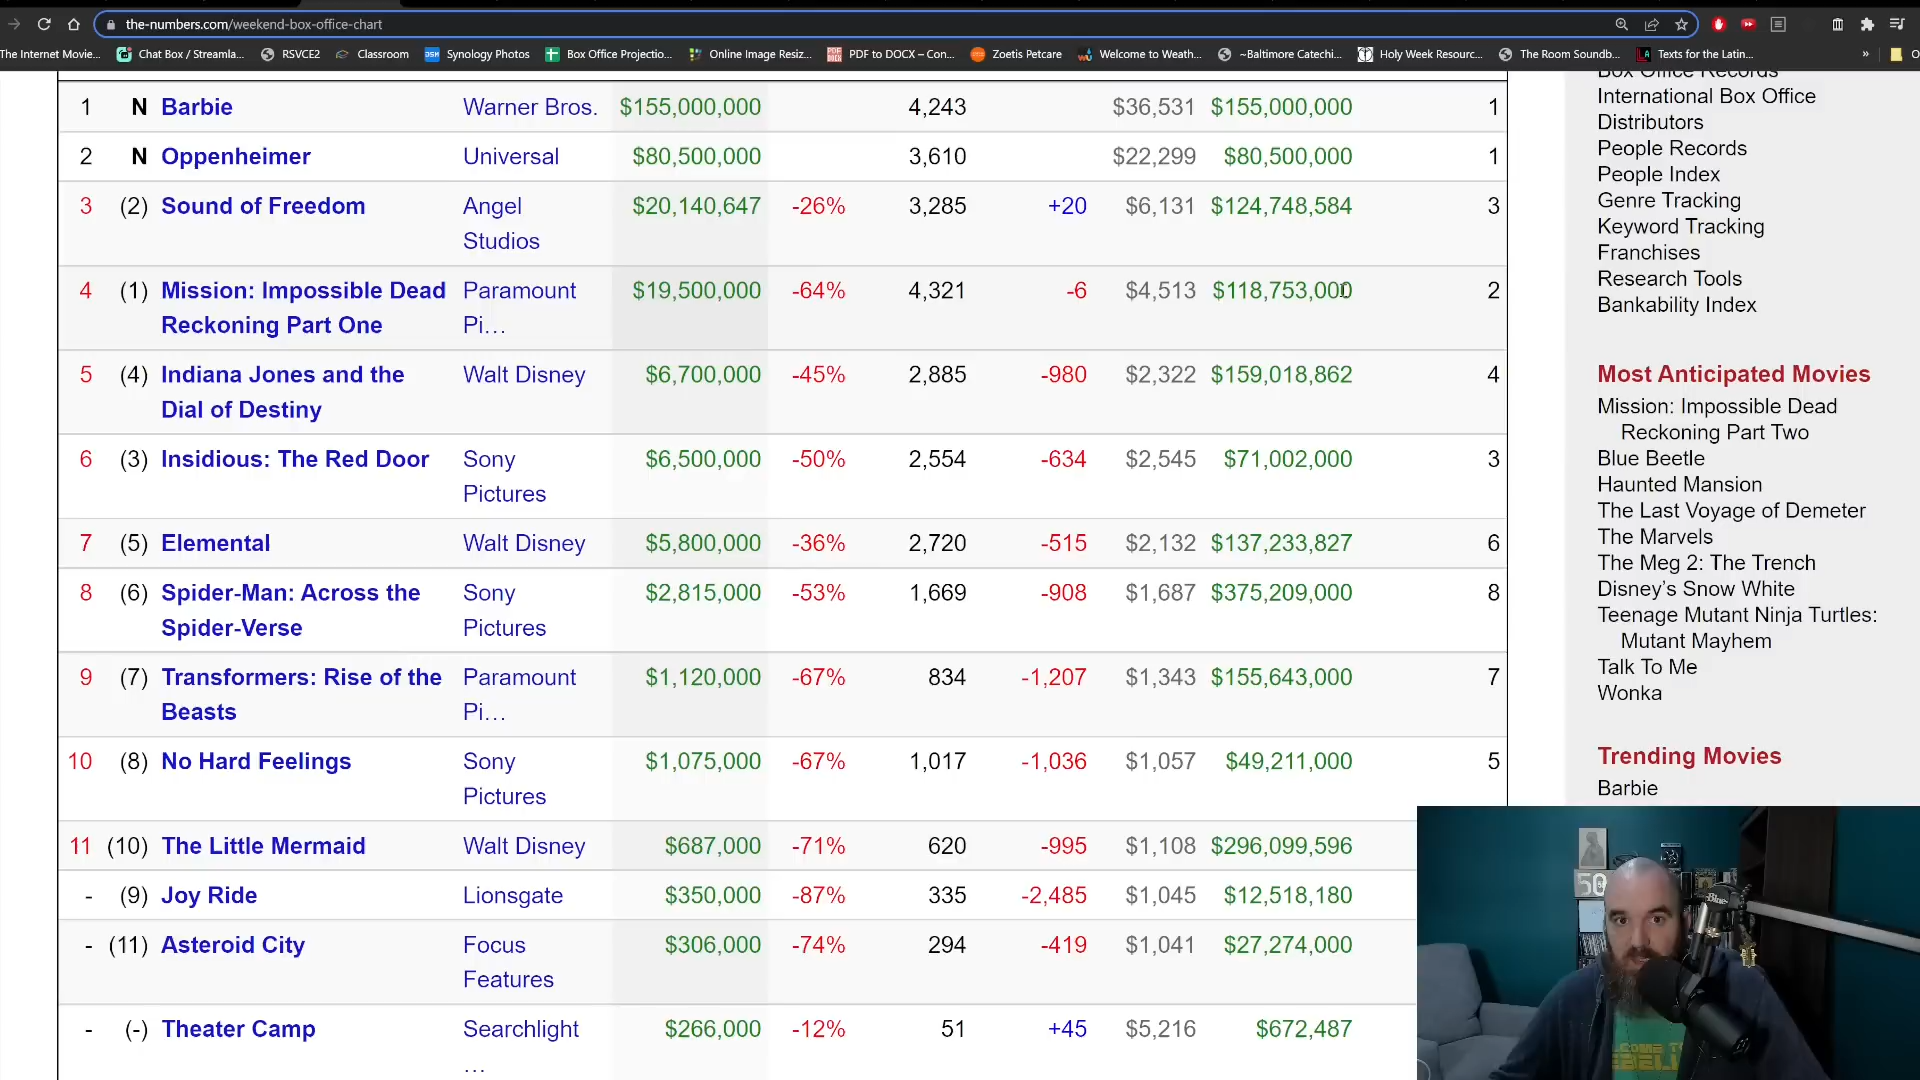 the-numbers.com/weekend-box-office-chart
The Internet Movie... Chat Box / Streamla... RSVCE2 Classroom DSM Synology Photos Box Office Projectio... Online Image Resiz... PDF to DOCX – Con... Zoetis Petcare Welcome to Weath... ~Baltimore Catechi... Holy Week Resourc... The Room Soundb... Texts for the Latin... »
1 N Barbie Warner Bros. $155,000,000 4,243 $36,531 $155,000,000 1
2 N Oppenheimer Universal $80,500,000 3,610 $22,299 $80,500,000 1
3 (2) Sound of Freedom Angel $20,140,647 -26% 3,285 +20 $6,131 $124,748,584 3
Studios
4 (1) Mission: Impossible Dead Paramount $19,500,000 -64% 4,321 -6 $4,513 $118,753,000 2
Reckoning Part One Pi…
5 (4) Indiana Jones and the Walt Disney $6,700,000 -45% 2,885 -980 $2,322 $159,018,862 4
Dial of Destiny
6 (3) Insidious: The Red Door Sony $6,500,000 -50% 2,554 -634 $2,545 $71,002,000 3
Pictures
7 (5) Elemental Walt Disney $5,800,000 -36% 2,720 -515 $2,132 $137,233,827 6
8 (6) Spider-Man: Across the Sony $2,815,000 -53% 1,669 -908 $1,687 $375,209,000 8
Spider-Verse Pictures
9 (7) Transformers: Rise of the Paramount $1,120,000 -67% 834 -1,207 $1,343 $155,643,000 7
Beasts Pi…
10 (8) No Hard Feelings Sony $1,075,000 -67% 1,017 -1,036 $1,057 $49,211,000 5
Pictures
11 (10) The Little Mermaid Walt Disney $687,000 -71% 620 -995 $1,108 $296,099,596
- (9) Joy Ride Lionsgate $350,000 -87% 335 -2,485 $1,045 $12,518,180
- (11) Asteroid City Focus $306,000 -74% 294 -419 $1,041 $27,274,000
Features
- (-) Theater Camp Searchlight $266,000 -12% 51 +45 $5,216 $672,487
…
Box Office Records
International Box Office
Distributors
People Records
People Index
Genre Tracking
Keyword Tracking
Franchises
Research Tools
Bankability Index
Most Anticipated Movies
Mission: Impossible Dead
Reckoning Part Two
Blue Beetle
Haunted Mansion
The Last Voyage of Demeter
The Marvels
The Meg 2: The Trench
Disney’s Snow White
Teenage Mutant Ninja Turtles:
Mutant Mayhem
Talk To Me
Wonka
Trending Movies
Barbie
50
Blue